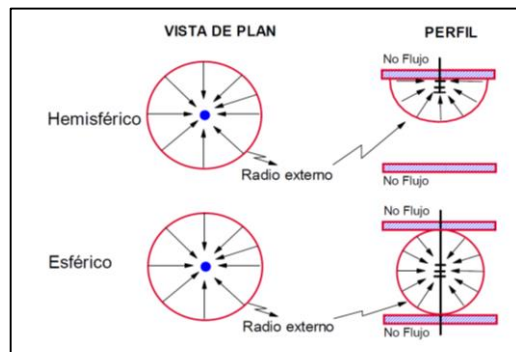 VISTA DE PLAN PERFIL
No Flujo
Hemisférico
Radio externo
No Flujo
No Flujo
Esférico
Radio externo
No Flujo